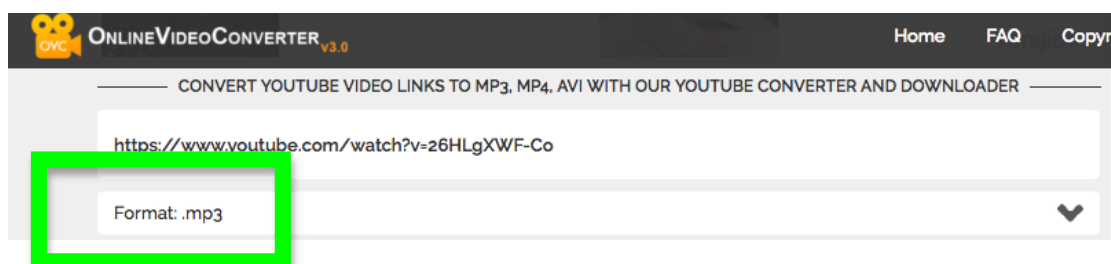 OVC ONLINEVIDEOCONVERTER v3.0 Home FAQ Copyr
CONVERT YOUTUBE VIDEO LINKS TO MP3, MP4, AVI WITH OUR YOUTUBE CONVERTER AND DOWNLOADER
https://www.youtube.com/watch?v=26HLgXWF-Co
Format: .mp3